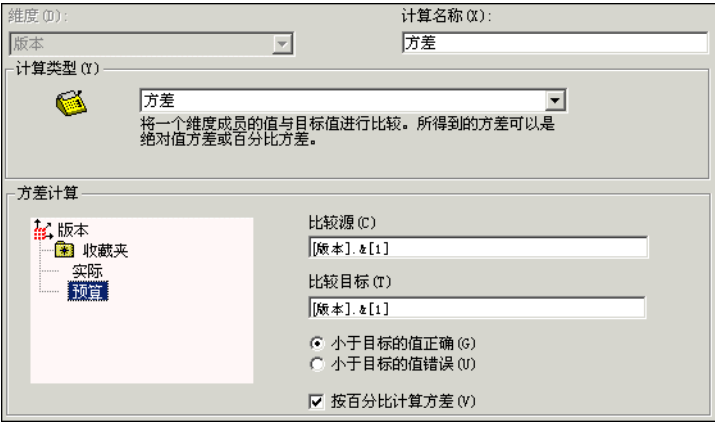 维度(D):
计算名称(X):
版本
方差
计算类型(Y)
方差
将一个维度成员的值与目标值进行比较。所得到的方差可以是
绝对值方差或百分比方差。
方差计算
版本
收藏夹
实际
预算
比较源(C)
[版本].&[1]
比较目标(T)
[版本].&[1]
小于目标的值正确(G)
小于目标的值错误(U)
按百分比计算方差(V)